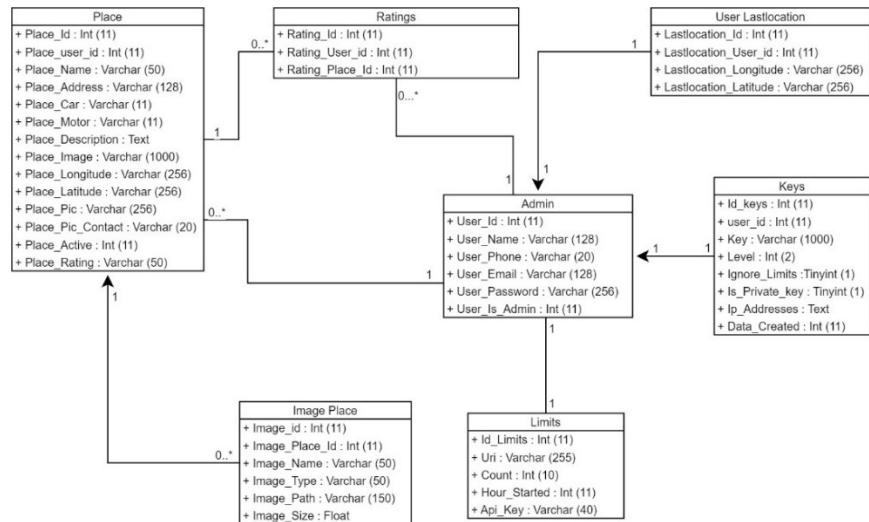 Place
+ Place_Id : Int (11)
+ Place_user_id : Int (11)
+ Place_Name : Varchar (50)
+ Place_Address : Varchar (128)
+ Place_Car : Varchar (11)
+ Place_Motor : Varchar (11)
+ Place_Description : Text
+ Place_Image : Varchar (1000)
+ Place_Longitude : Varchar (256)
+ Place_Latitude : Varchar (256)
+ Place_Pic : Varchar (256)
+ Place_Pic_Contact : Varchar (20)
+ Place_Active : Int (11)
+ Place_Rating : Varchar (50)
0..*
1
0..*
1
1
Ratings
+ Rating_Id : Int (11)
+ Rating_User_id : Int (11)
+ Rating_Place_Id : Int (11)
0...*
1
User Lastlocation
+ Lastlocation_Id : Int (11)
+ Lastlocation_User_id : Int (11)
+ Lastlocation_Longitude : Varchar (256)
+ Lastlocation_Latitude : Varchar (256)
1
1
Admin
+ User_Id : Int (11)
+ User_Name : Varchar (128)
+ User_Phone : Varchar (20)
+ User_Email : Varchar (128)
+ User_Password : Varchar (256)
+ User_Is_Admin : Int (11)
1
1
Keys
+ Id_keys : Int (11)
+ user_id : Int (11)
+ Key : Varchar (1000)
+ Level : Int (2)
+ Ignore_Limits :Tinyint (1)
+ Is_Private_key : Tinyint (1)
+ Ip_Addresses : Text
+ Data_Created : Int (11)
0..*
Image Place
+ Image_id : Int (11)
+ Image_Place_Id : Int (11)
+ Image_Name : Varchar (50)
+ Image_Type : Varchar (50)
+ Image_Path : Varchar (150)
+ Image_Size : Float
1
1
Limits
+ Id_Limits : Int (11)
+ Uri : Varchar (255)
+ Count : Int (10)
+ Hour_Started : Int (11)
+ Api_Key : Varchar (40)